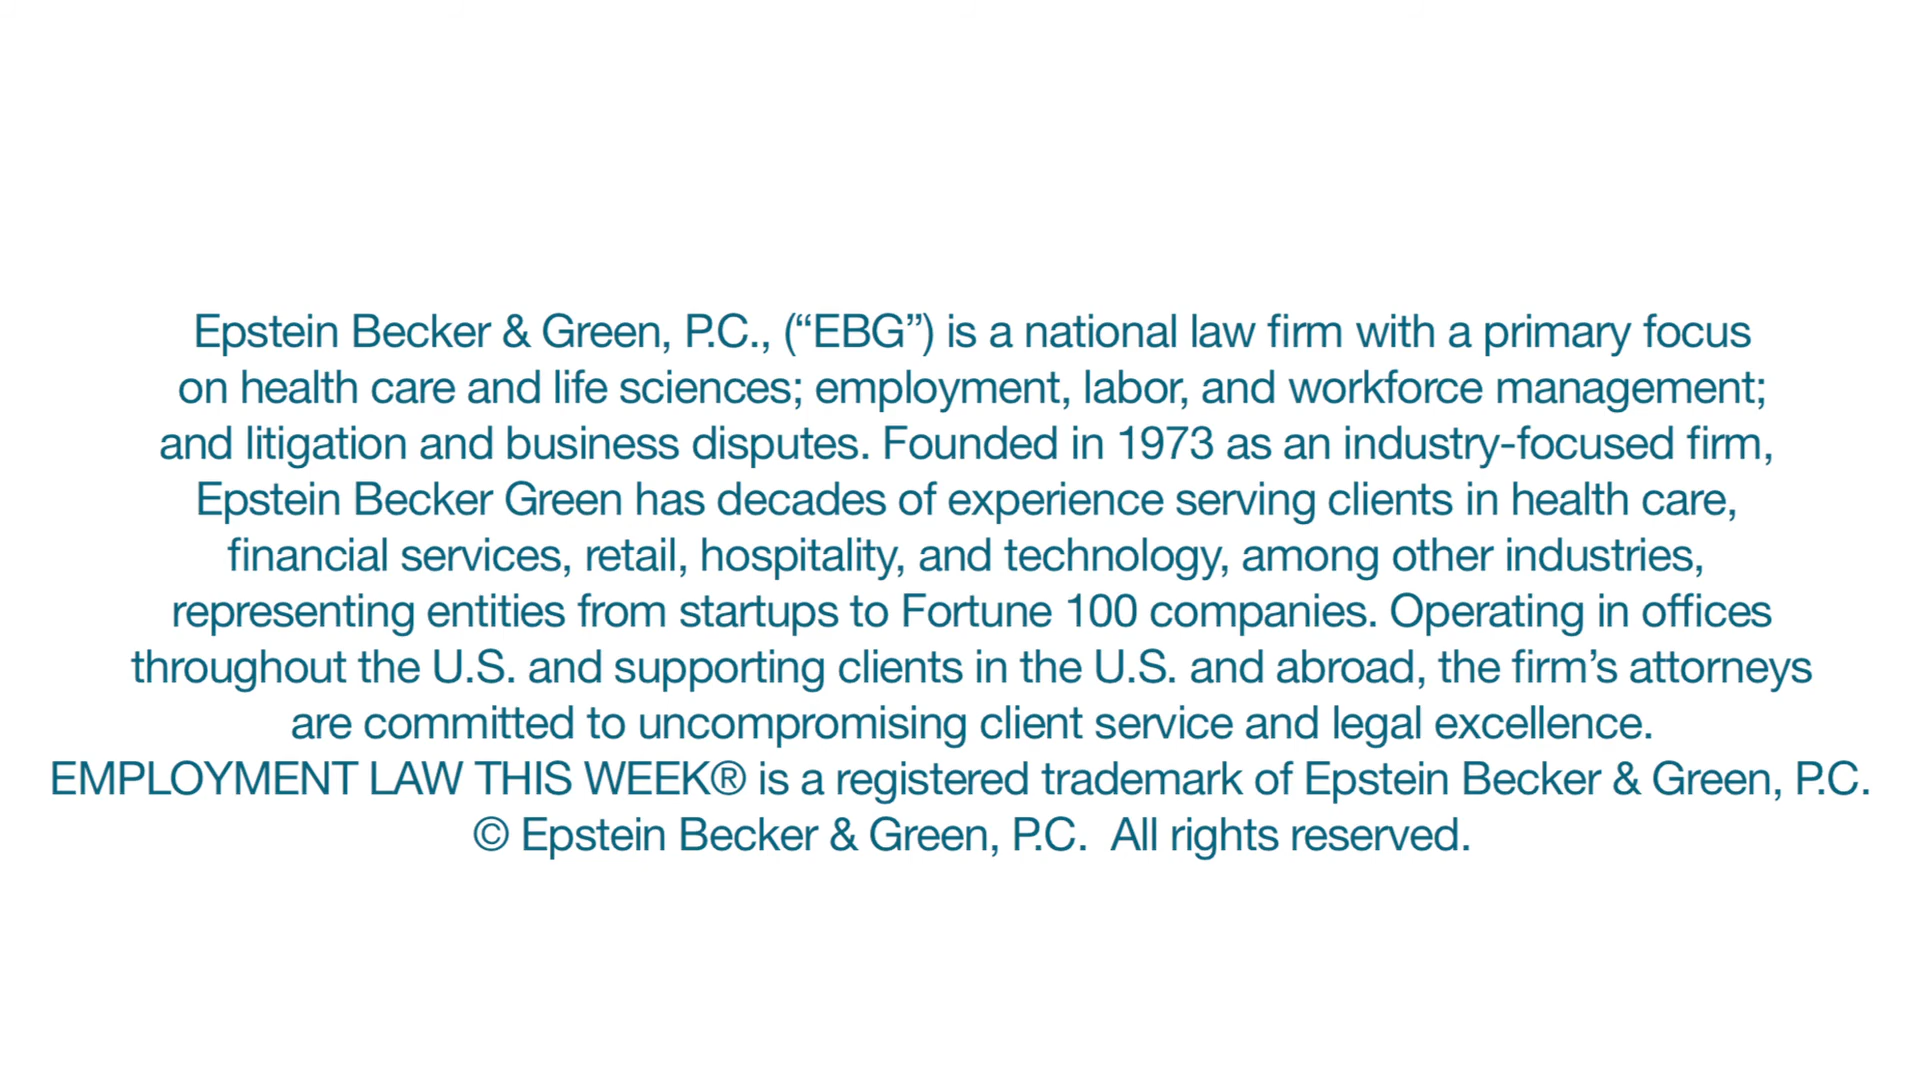 Epstein Becker & Green, P.C., (“EBG”) is a national law firm with a primary focus
on health care and life sciences; employment, labor, and workforce management;
and litigation and business disputes. Founded in 1973 as an industry-focused firm,
Epstein Becker Green has decades of experience serving clients in health care,
financial services, retail, hospitality, and technology, among other industries,
representing entities from startups to Fortune 100 companies. Operating in offices
throughout the U.S. and supporting clients in the U.S. and abroad, the firm’s attorneys
are committed to uncompromising client service and legal excellence.
EMPLOYMENT LAW THIS WEEK® is a registered trademark of Epstein Becker & Green, P.C.
© Epstein Becker & Green, P.C.  All rights reserved.